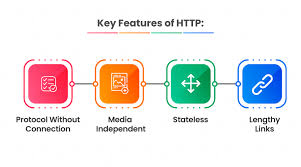 Key Features of HTTP:
Protocol Without
Connection
Media
Independent
Stateless
Lengthy
Links